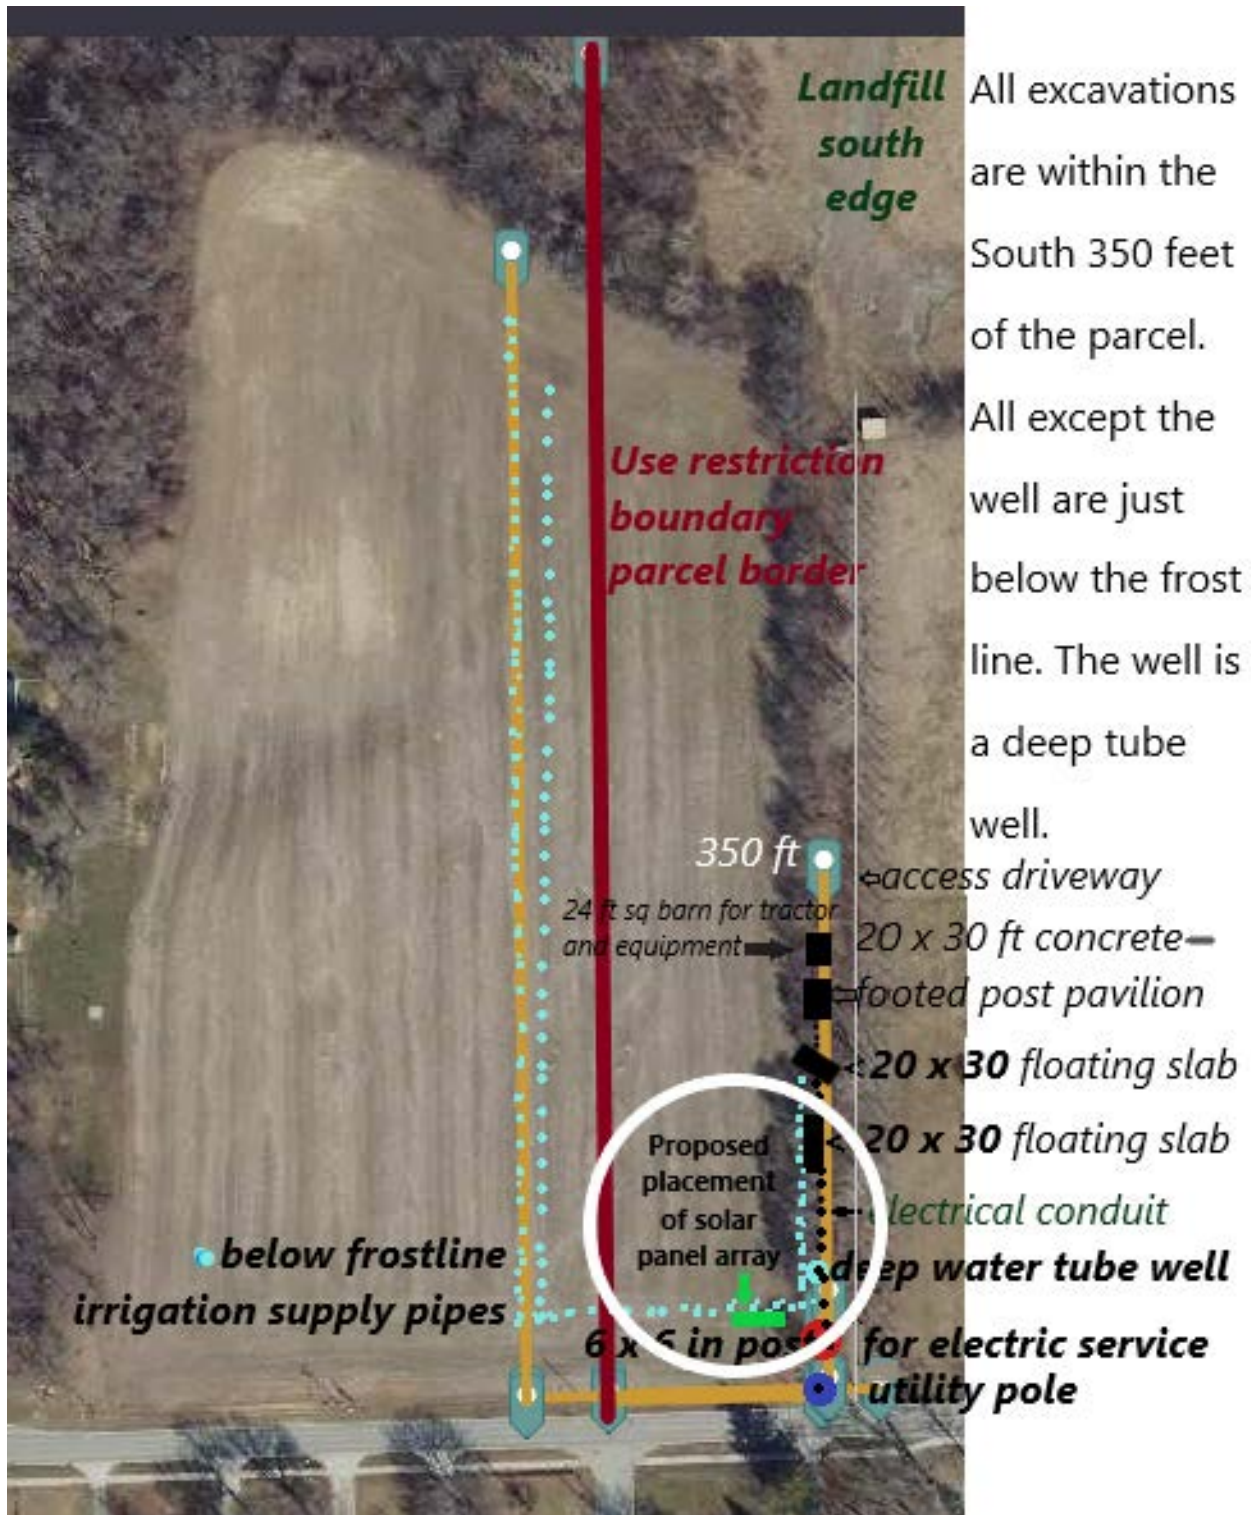 Landfill
south
edge
All excavations
are within the
South 350 feet
of the parcel.
All except the
well are just
below the frost
line. The well is
a deep tube
well.
Use restriction
boundary
parcel border
350 ft
⇦access driveway
24 ft sq barn for tractor
and equipment
20 x 30 ft concrete
⇦footed post pavilion
<20 x 30 floating slab
<20 x 30 floating slab
Proposed
placement
of solar
panel array
electrical conduit
deep water tube well
below frostline
irrigation supply pipes
6 x 6 in post for electric service
utility pole